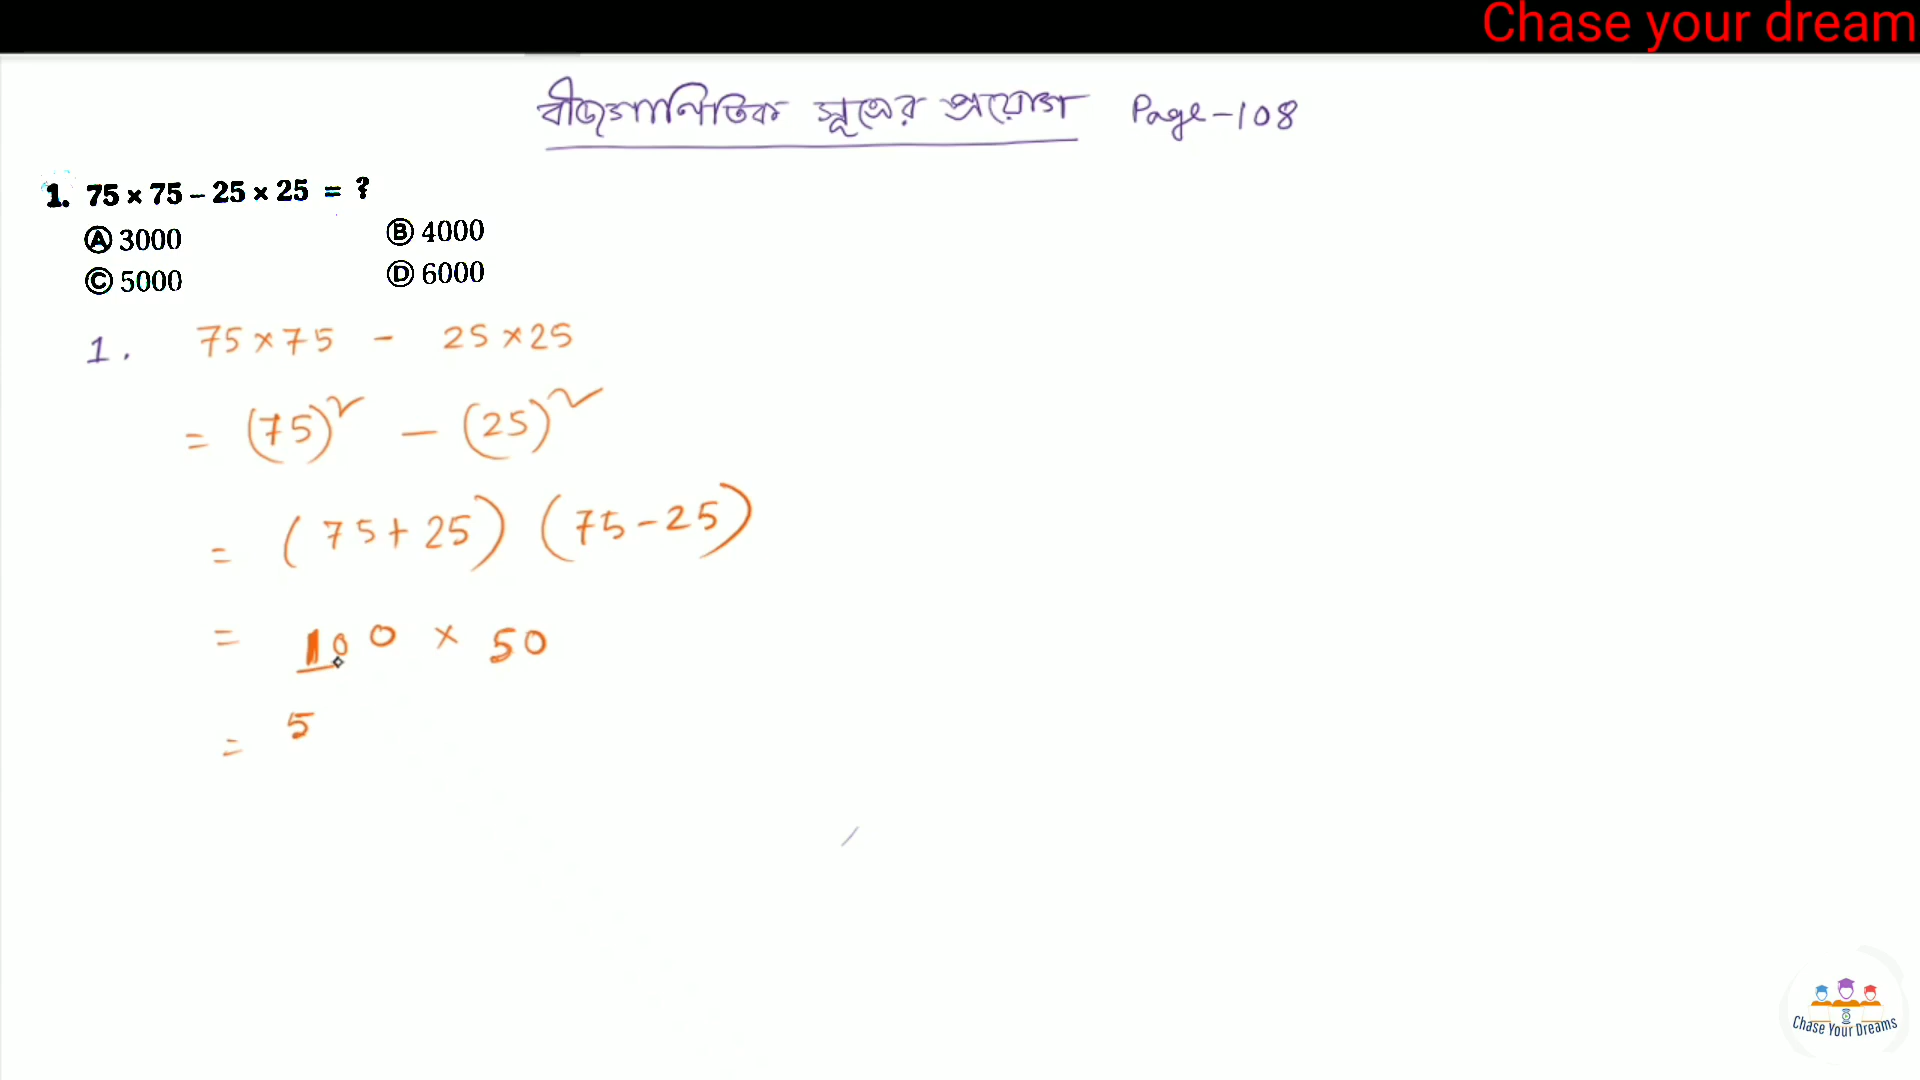 Chase your dream
বীজগাণিতিক সূত্রের প্রয়োগ Page-108
1. 75 × 75 – 25 × 25 = ?
Ⓐ 3000 Ⓑ 4000
Ⓒ 5000 Ⓓ 6000
1. 75×75 - 25×25
= (75)² - (25)²
= (75+25) (75-25)
= 100 × 50
= 5
Chase Your Dreams